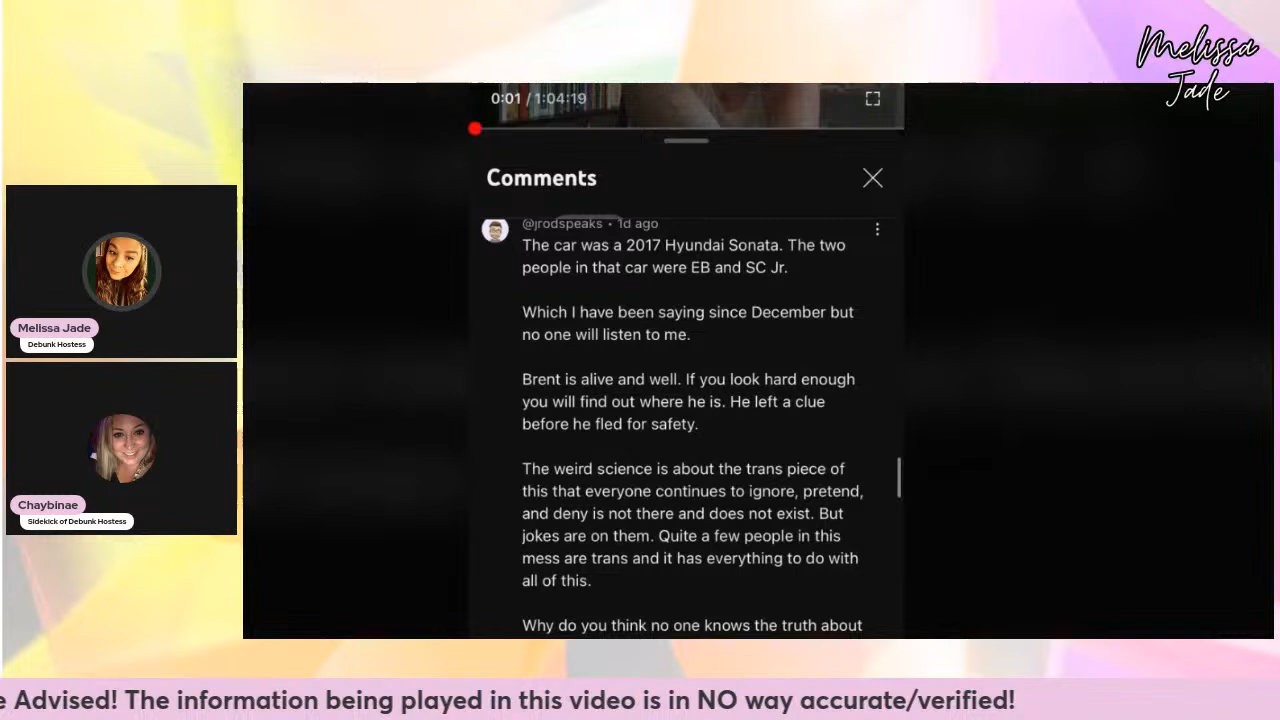 Melissa
Jade
0:01 / 1:04:19
Comments
@jrodspeaks • 1d ago
The car was a 2017 Hyundai Sonata. The two
people in that car were EB and SC Jr.
Which I have been saying since December but
no one will listen to me.
Brent is alive and well. If you look hard enough
you will find out where he is. He left a clue
before he fled for safety.
The weird science is about the trans piece of
this that everyone continues to ignore, pretend,
and deny is not there and does not exist. But
jokes are on them. Quite a few people in this
mess are trans and it has everything to do with
all of this.
Why do you think no one knows the truth about
Melissa Jade
Debunk Hostess
Chaybinae
Sidekick of Debunk Hostess
e Advised! The information being played in this video is in NO way accurate/verified!